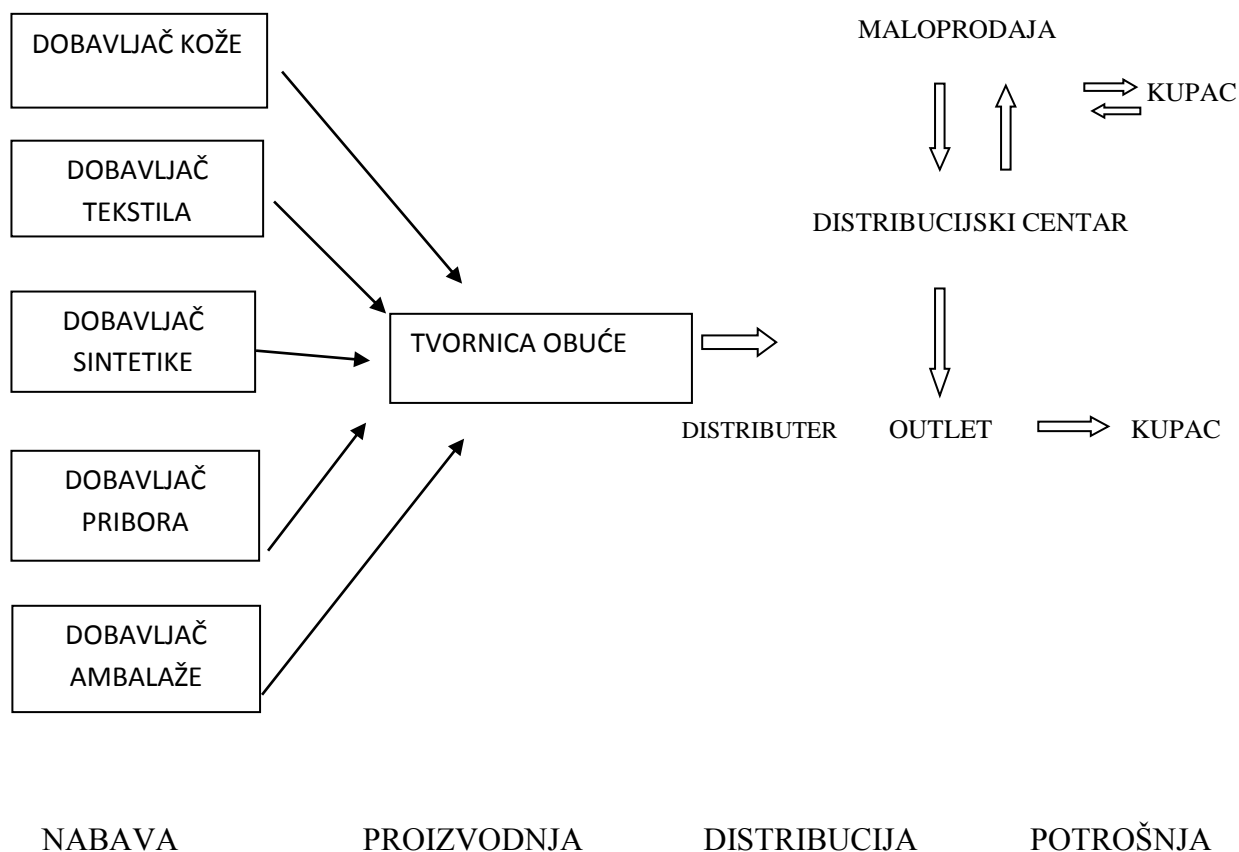 DOBAVLJAČ KOŽE
DOBAVLJAČ
TEKSTILA
DOBAVLJAČ
SINTETIKE
DOBAVLJAČ
PRIBORA
DOBAVLJAČ
AMBALAŽE
TVORNICA OBUĆE
MALOPRODAJA
KUPAC
DISTRIBUCIJSKI CENTAR
DISTRIBUTER
OUTLET
KUPAC
NABAVA
PROIZVODNJA
DISTRIBUCIJA
POTROŠNJA